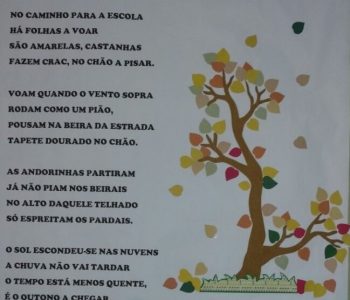 NO CAMINHO PARA A ESCOLA
HÁ FOLHAS A VOAR
SÃO AMARELAS, CASTANHAS
FAZEM CRAC, NO CHÃO A PISAR.
VOAM QUANDO O VENTO SOPRA
RODAM COMO UM PIÃO,
POUSAM NA BEIRA DA ESTRADA
TAPETE DOURADO NO CHÃO.
AS ANDORINHAS PARTIRAM
JÁ NÃO PIAM NOS BEIRAIS
NO ALTO DAQUELE TELHADO
SÓ ESPREITAM OS PARDAIS.
O SOL ESCONDEU-SE NAS NUVENS
A CHUVA NÃO VAI TARDAR
O TEMPO ESTÁ MENOS QUENTE,
É O OUTONO A CHEGAR